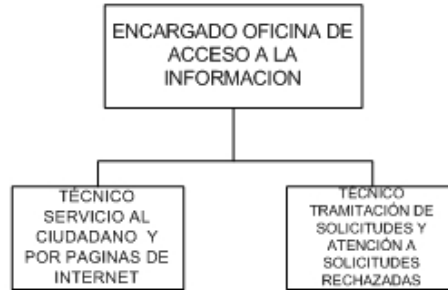 ENCARGADO OFICINA DE
ACCESO A LA
INFORMACION
TÉCNICO
SERVICIO AL
CIUDADANO Y
POR PAGINAS DE
INTERNET
TÉCNICO
TRAMITACIÓN DE
SOLICITUDES Y
ATENCIÓN A
SOLICITUDES
RECHAZADAS